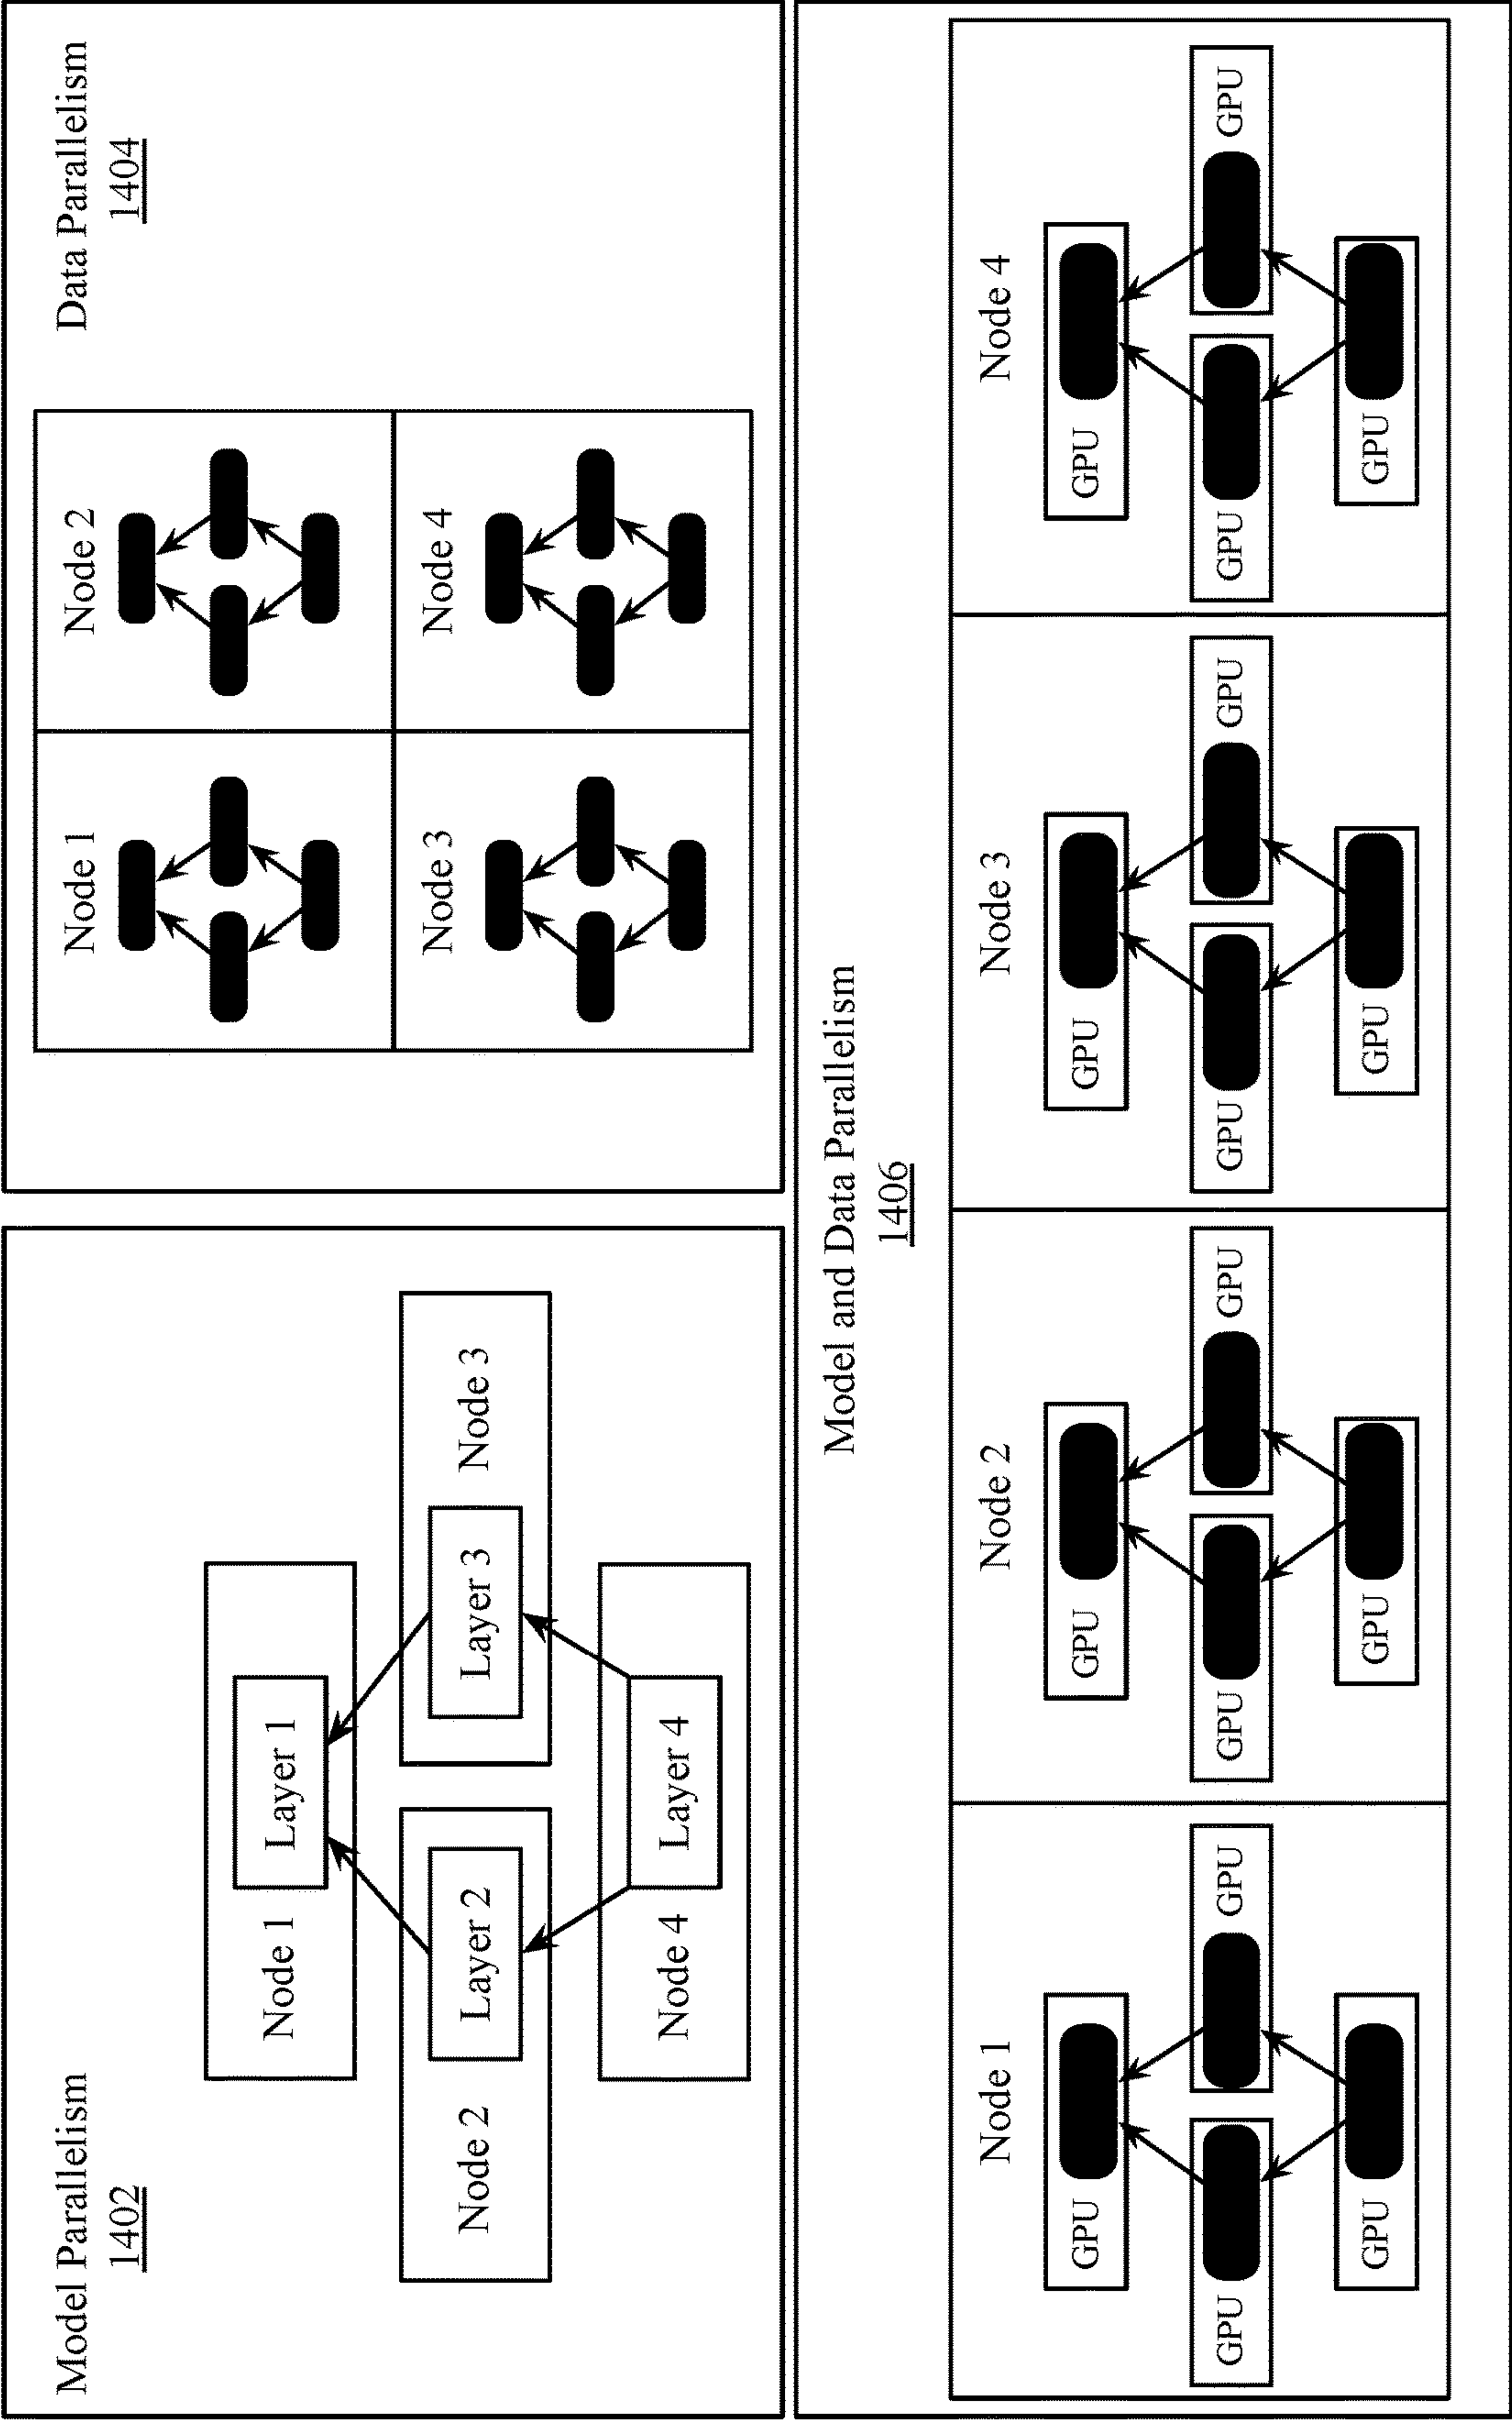 Model Parallelism
1402
Node 1
Layer 1
Node 2
Layer 2
Layer 3
Node 3
Node 4
Layer 4
Data Parallelism
1404
Node 1
Node 2
Node 3
Node 4
Model and Data Parallelism
1406
Node 1
GPU
GPU
GPU
GPU
Node 2
GPU
GPU
GPU
GPU
Node 3
GPU
GPU
GPU
GPU
Node 4
GPU
GPU
GPU
GPU